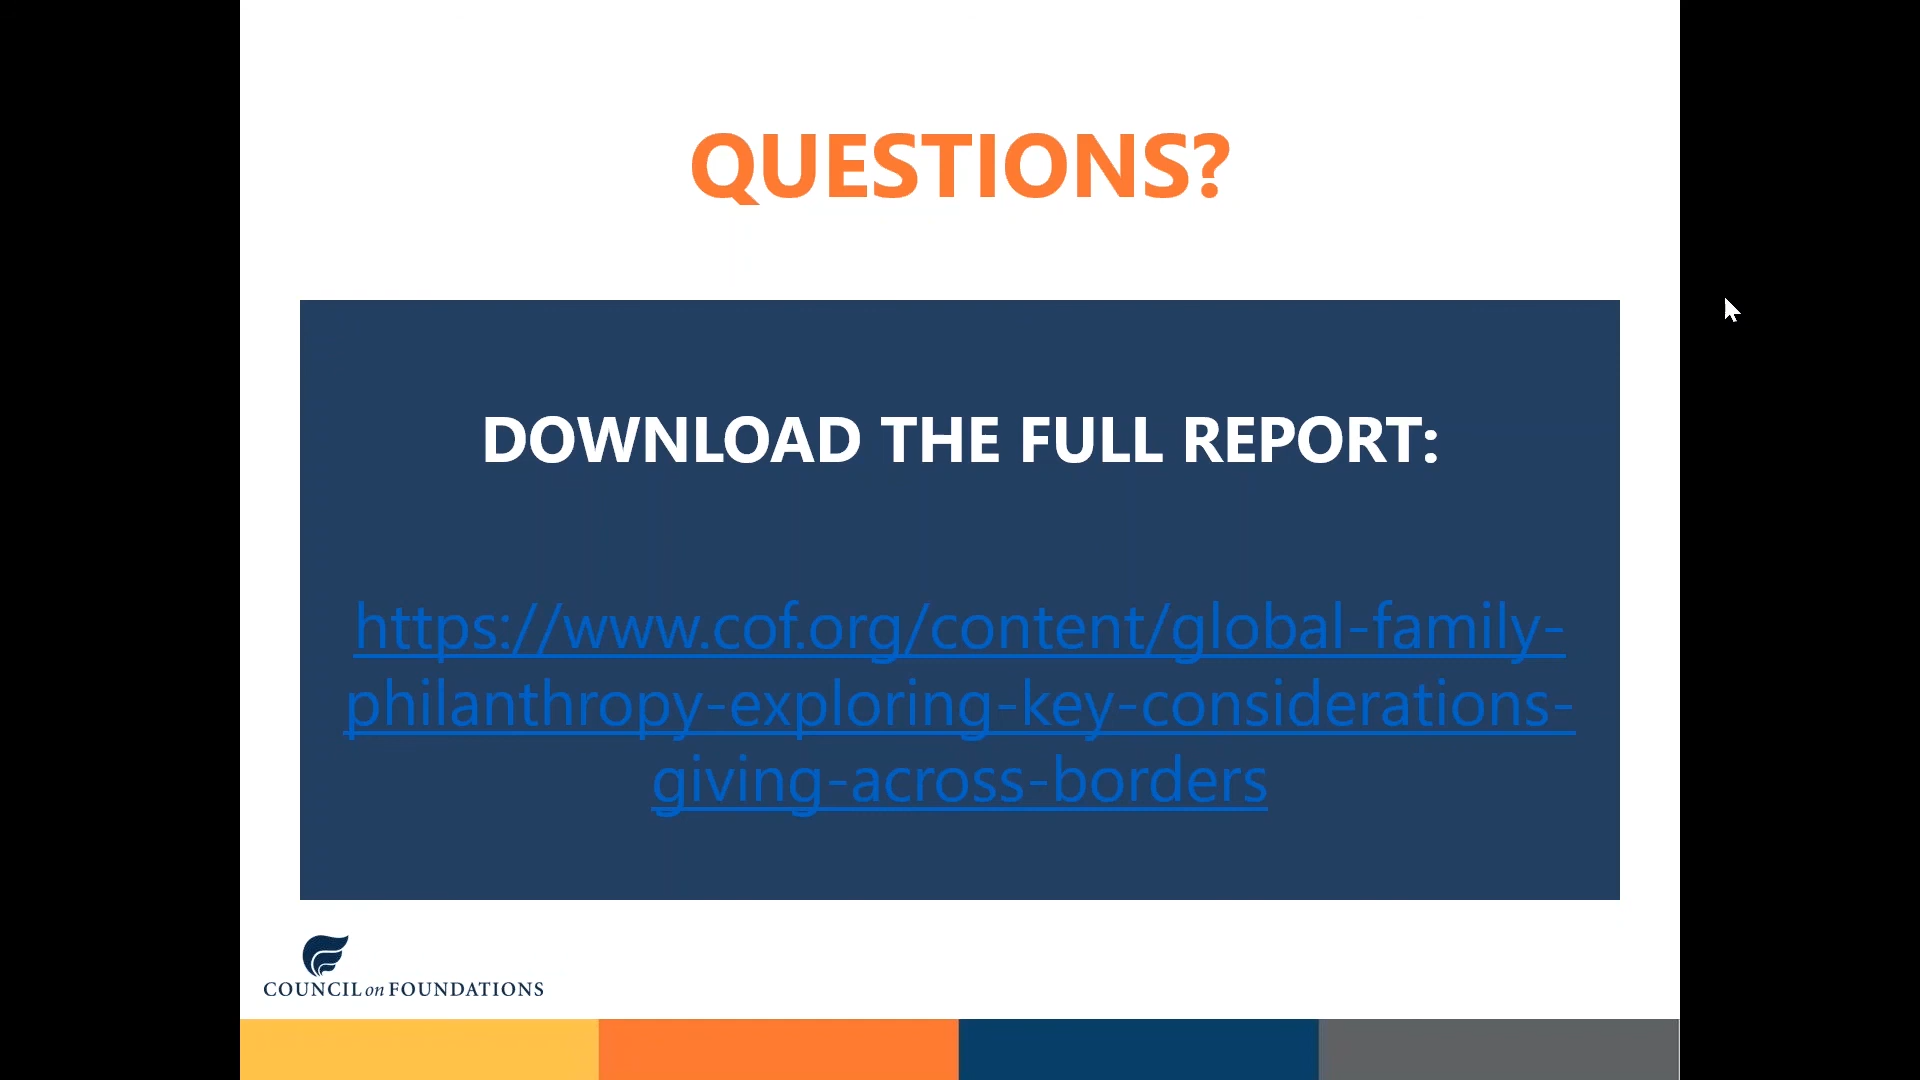 QUESTIONS?
DOWNLOAD THE FULL REPORT:
https://www.cof.org/content/global-family-
philanthropy-exploring-key-considerations-
giving-across-borders
COUNCIL on FOUNDATIONS